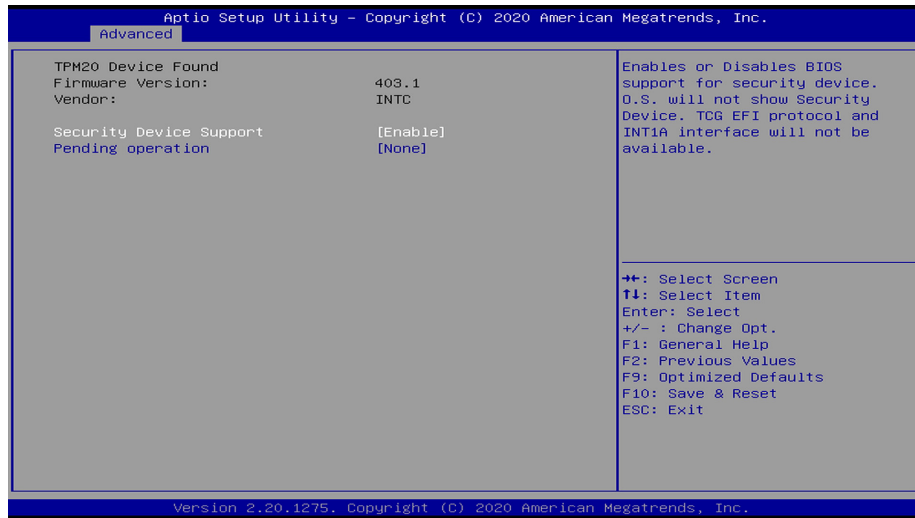 Aptio Setup Utility – Copyright (C) 2020 American Megatrends, Inc.
Advanced
TPM20 Device Found
Firmware Version: 403.1
Vendor: INTC
Security Device Support [Enable]
Pending operation [None]
Enables or Disables BIOS
support for security device.
O.S. will not show Security
Device. TCG EFI protocol and
INT1A interface will not be
available.
→←: Select Screen
↑↓: Select Item
Enter: Select
+/- : Change Opt.
F1: General Help
F2: Previous Values
F9: Optimized Defaults
F10: Save & Reset
ESC: Exit
Version 2.20.1275. Copyright (C) 2020 American Megatrends, Inc.